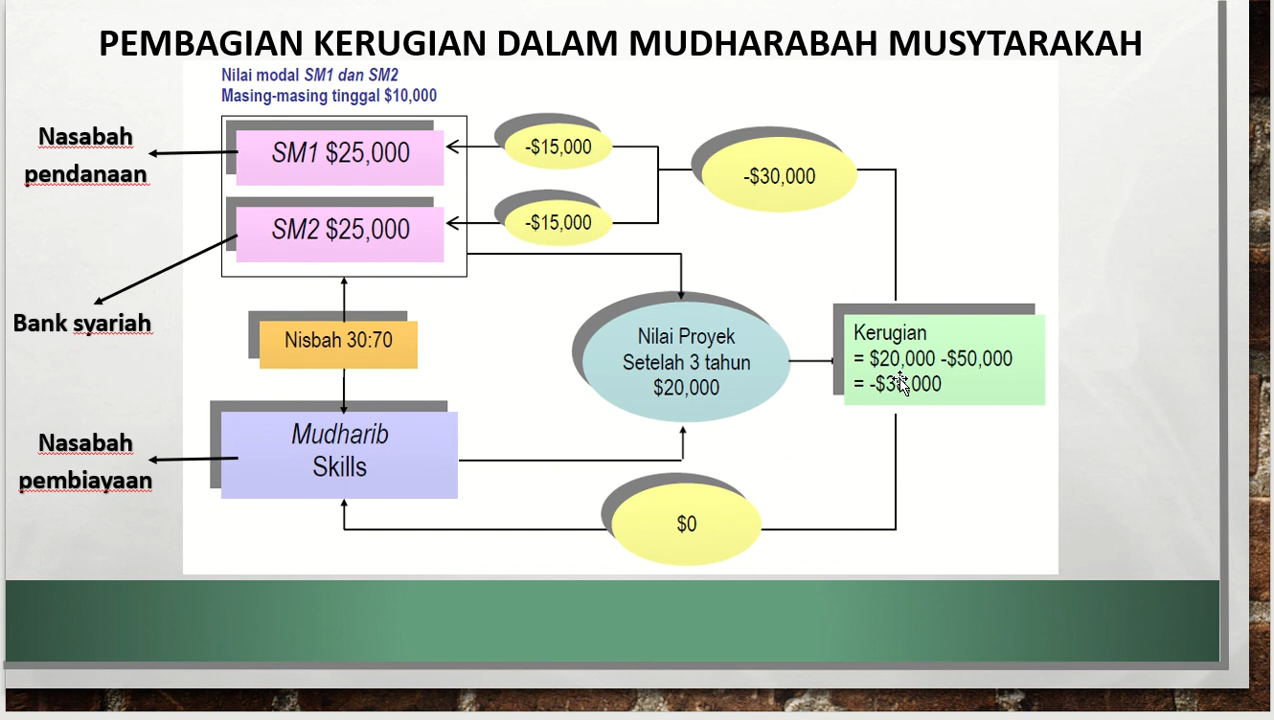 PEMBAGIAN KERUGIAN DALAM MUDHARABAH MUSYTARAKAH
Nilai modal SM1 dan SM2
Masing-masing tinggal $10,000
Nasabah
pendanaan
SM1 $25,000
-$15,000
-$30,000
SM2 $25,000
-$15,000
Bank syariah
Nisbah 30:70
Nilai Proyek
Setelah 3 tahun
$20,000
Kerugian
= $20,000 -$50,000
= -$30,000
Nasabah
pembiayaan
Mudharib
Skills
$0